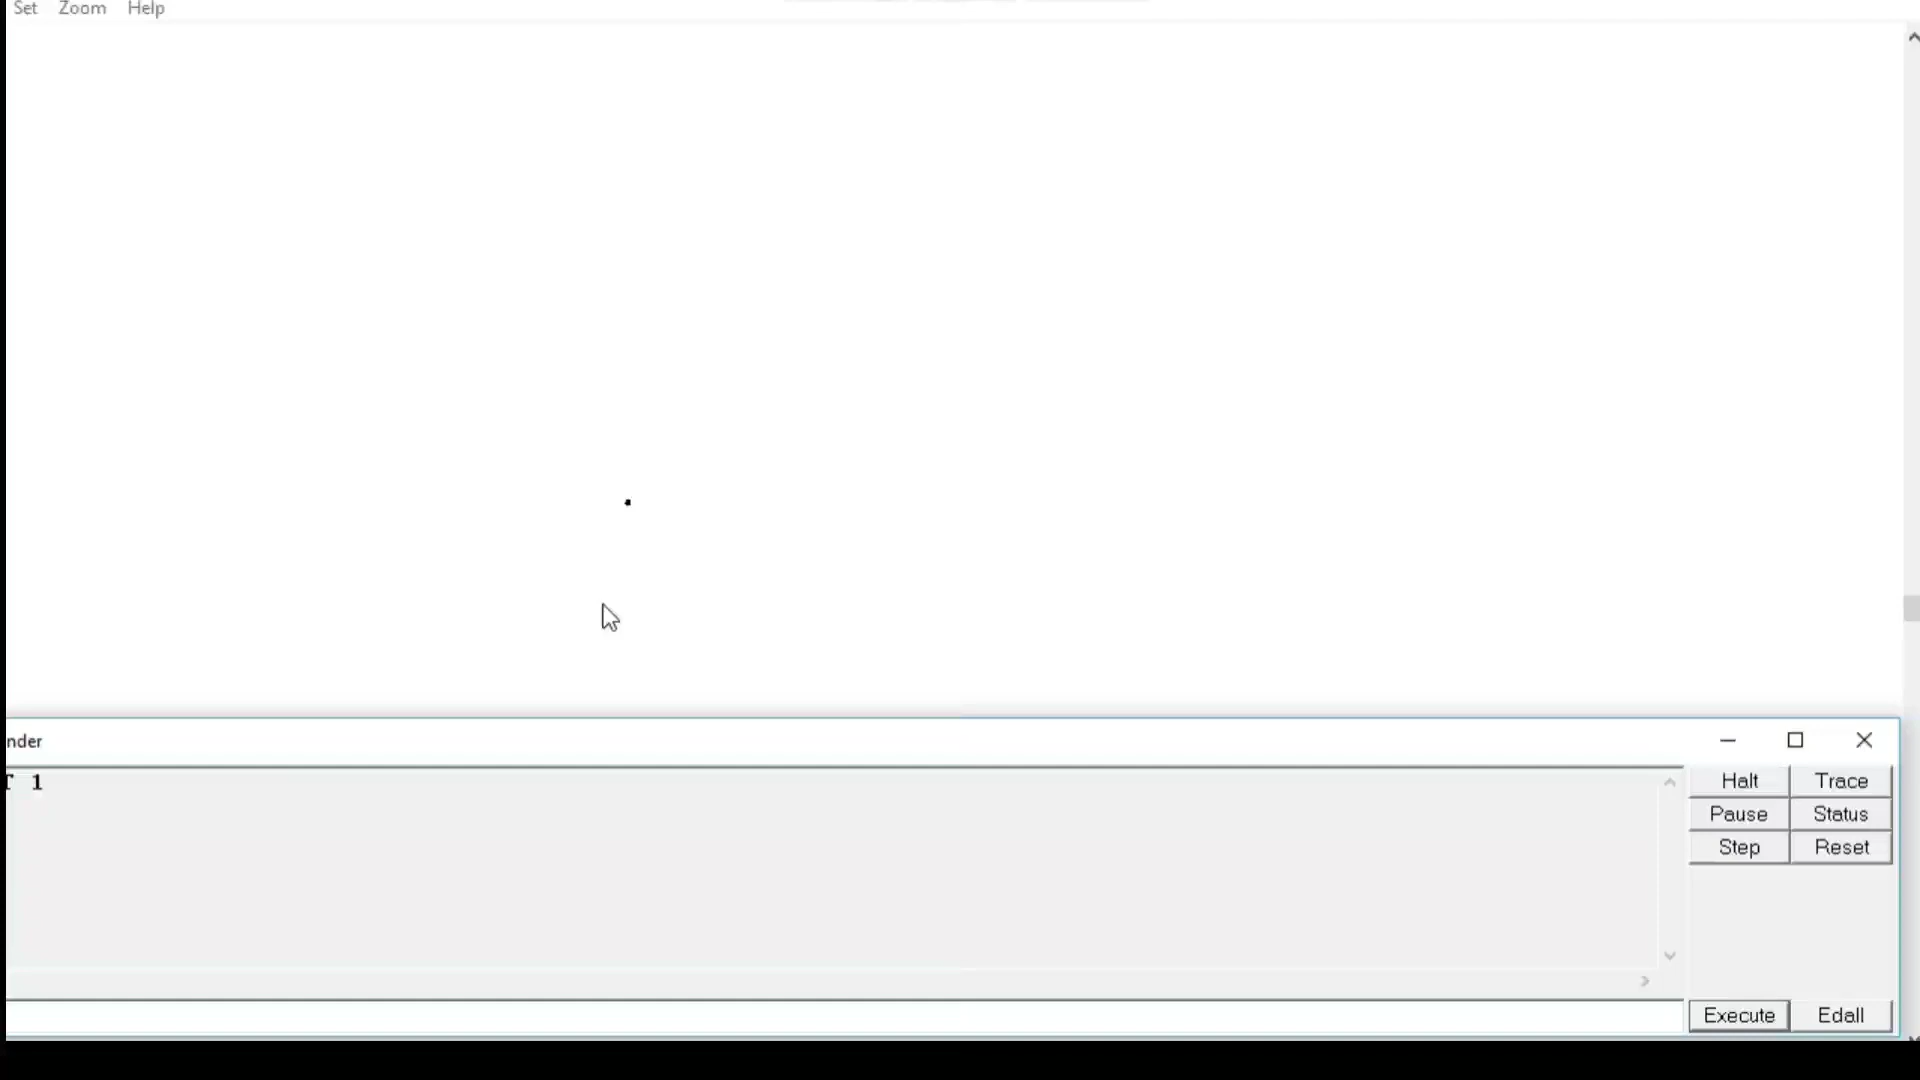 Set Zoom Help
nder
T 1
Halt Trace
Pause Status
Step Reset
Execute Edall